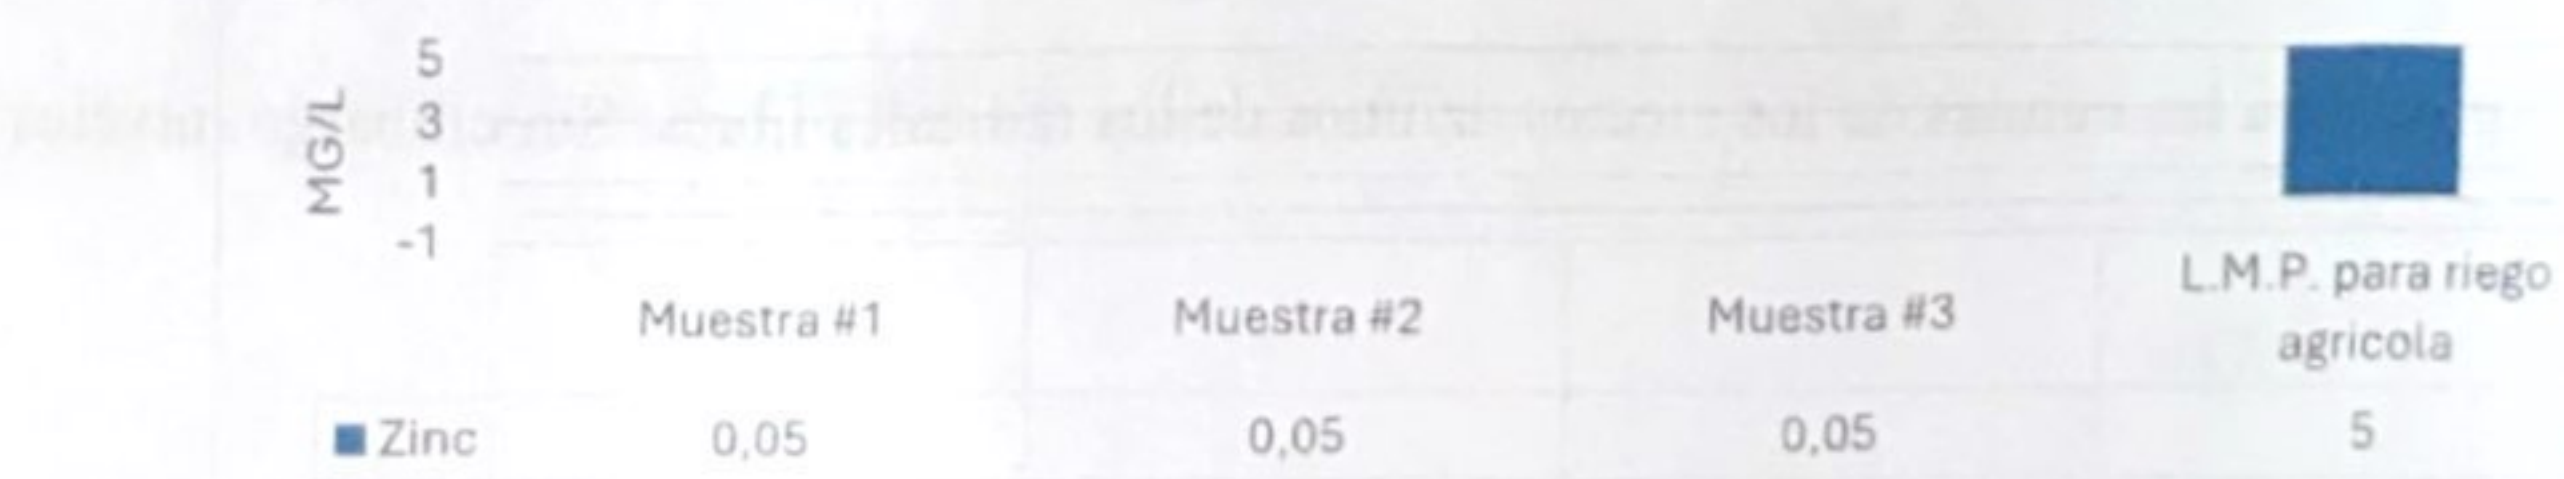 5
3
1
-1
MG/L
Muestra #1
Muestra #2
Muestra #3
L.M.P. para riego
agricola
Zinc 0,05 0,05 0,05 5